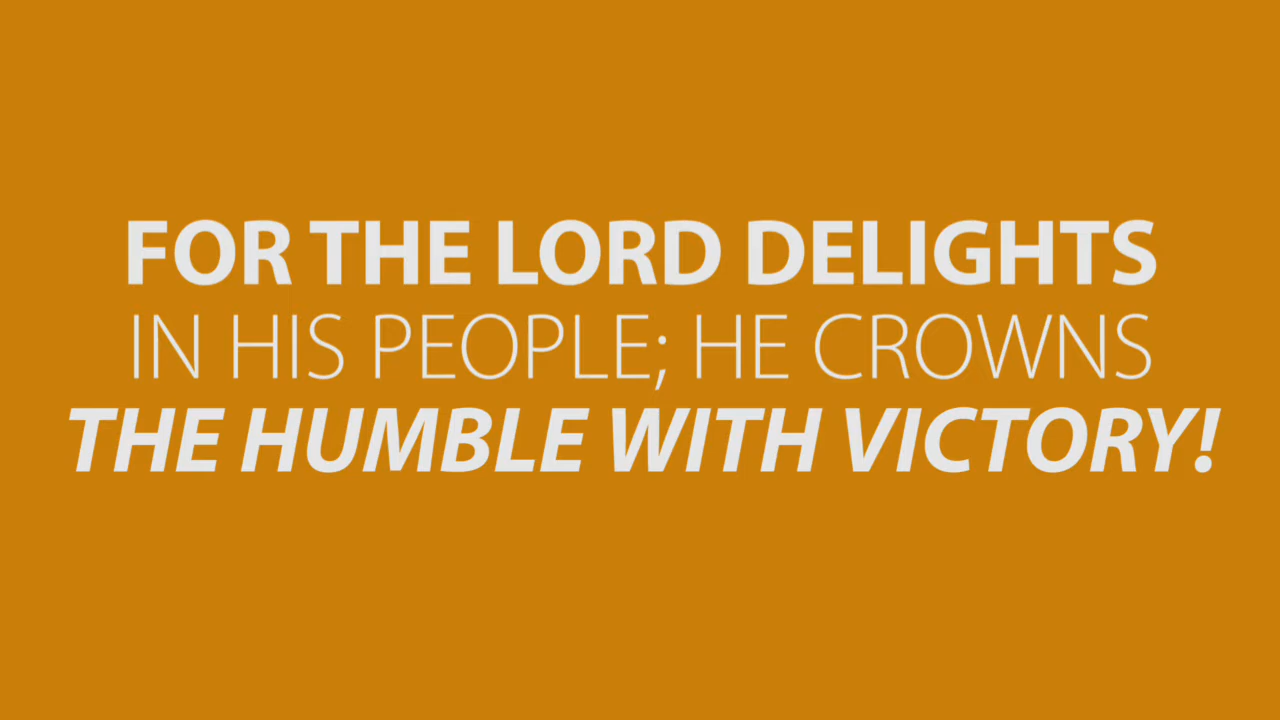 FOR THE LORD DELIGHTS
IN HIS PEOPLE; HE CROWNS
THE HUMBLE WITH VICTORY!